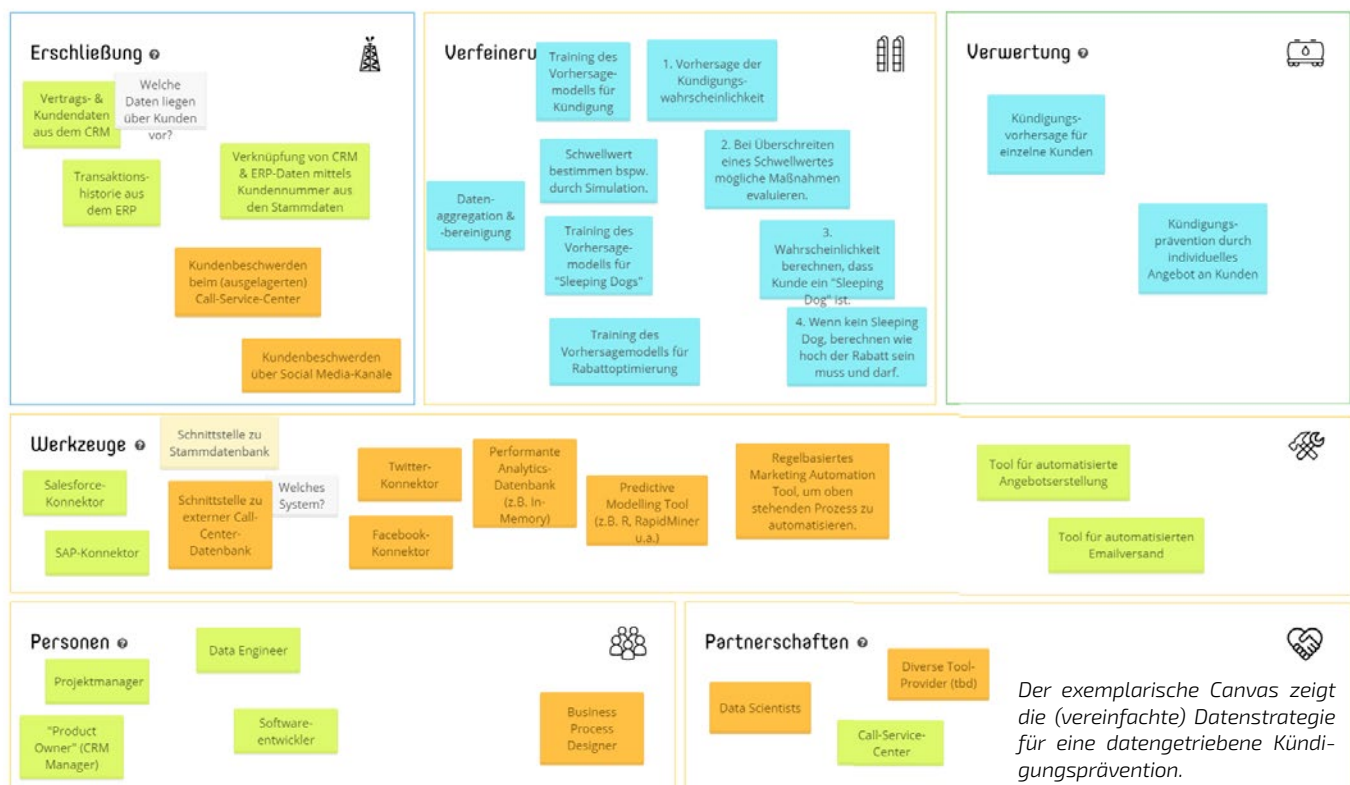 Erschließung
Vertrags- &
Kundendaten
aus dem CRM
Welche
Daten liegen
über Kunden
vor?
Transaktions-
historie aus
dem ERP
Verknüpfung von CRM
& ERP-Daten mittels
Kundennummer aus
den Stammdaten
Kundenbeschwerden
beim (ausgelagerten)
Call-Service-Center
Kundenbeschwerden
über Social Media-Kanäle
Verfeineru
Training des
Vorhersage-
modells für
Kündigung
1. Vorhersage der
Kündigungs-
wahrscheinlichkeit
Schwellwert
bestimmen bspw.
durch Simulation.
2. Bei Überschreiten
eines Schwellwertes
mögliche Maßnahmen
evaluieren.
Daten-
aggregation &
-bereinigung
Training des
Vorhersage-
modells für
"Sleeping Dogs"
3.
Wahrscheinlichkeit
berechnen, dass
Kunde ein "Sleeping
Dog" ist.
Training des
Vorhersagemodells für
Rabattoptimierung
4. Wenn kein Sleeping
Dog, berechnen wie
hoch der Rabatt sein
muss und darf.
Verwertung
Kündigungs-
vorhersage für
einzelne Kunden
Kündigungs-
prävention durch
individuelles
Angebot an Kunden
Werkzeuge
Schnittstelle zu
Stammdatenbank
Salesforce-
Konnektor
SAP-Konnektor
Schnittstelle zu
externer Call-
Center-
Datenbank
Welches
System?
Twitter-
Konnektor
Facebook-
Konnektor
Performante
Analytics-
Datenbank
(z.B. In-
Memory)
Predictive
Modelling Tool
(z.B. R, RapidMiner
u.a.)
Regelbasiertes
Marketing Automation
Tool, um oben
stehenden Prozess zu
automatisieren.
Tool für automatisierte
Angebotserstellung
Tool für automatisierten
Emailversand
Personen
Projektmanager
Data Engineer
"Product
Owner" (CRM
Manager)
Software-
entwickler
Business
Process
Designer
Partnerschaften
Data Scientists
Diverse Tool-
Provider (tbd)
Call-Service-
Center
Der exemplarische Canvas zeigt
die (vereinfachte) Datenstrategie
für eine datengetriebene Kündi-
gungsprävention.